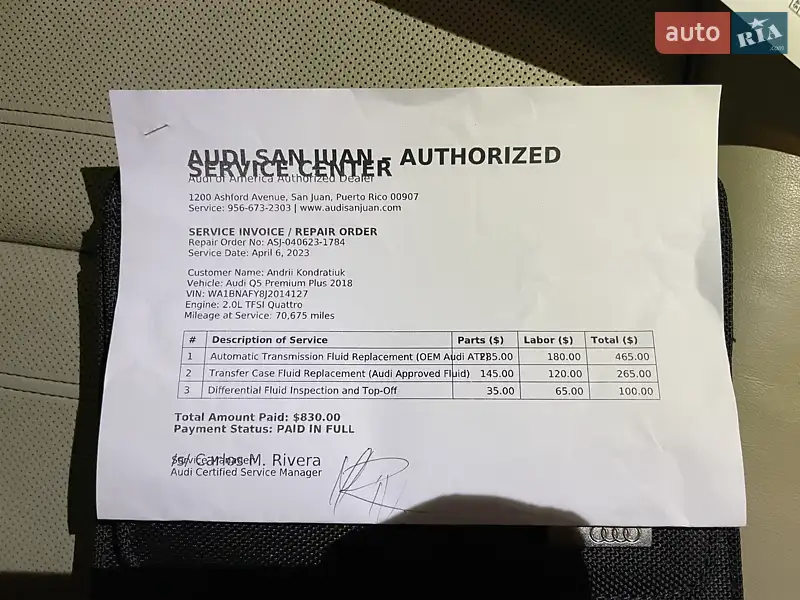 auto RIA.com
AUDI SAN JUAN – AUTHORIZED
SERVICE CENTER
Audi of America Authorized Dealer
1200 Ashford Avenue, San Juan, Puerto Rico 00907
Service: 956-673-2303 | www.audisanjuan.com
SERVICE INVOICE / REPAIR ORDER
Repair Order No: ASJ-040623-1784
Service Date: April 6, 2023
Customer Name: Andrii Kondratiuk
Vehicle: Audi Q5 Premium Plus 2018
VIN: WA1BNAFY8J2014127
Engine: 2.0L TFSI Quattro
Mileage at Service: 70,675 miles
# Description of Service Parts ($) Labor ($) Total ($)
1 Automatic Transmission Fluid Replacement (OEM Audi ATF) 285.00 180.00 465.00
2 Transfer Case Fluid Replacement (Audi Approved Fluid) 145.00 120.00 265.00
3 Differential Fluid Inspection and Top-Off 35.00 65.00 100.00
Total Amount Paid: $830.00
Payment Status: PAID IN FULL
/s/ Carlos M. Rivera
Service Manager
Audi Certified Service Manager